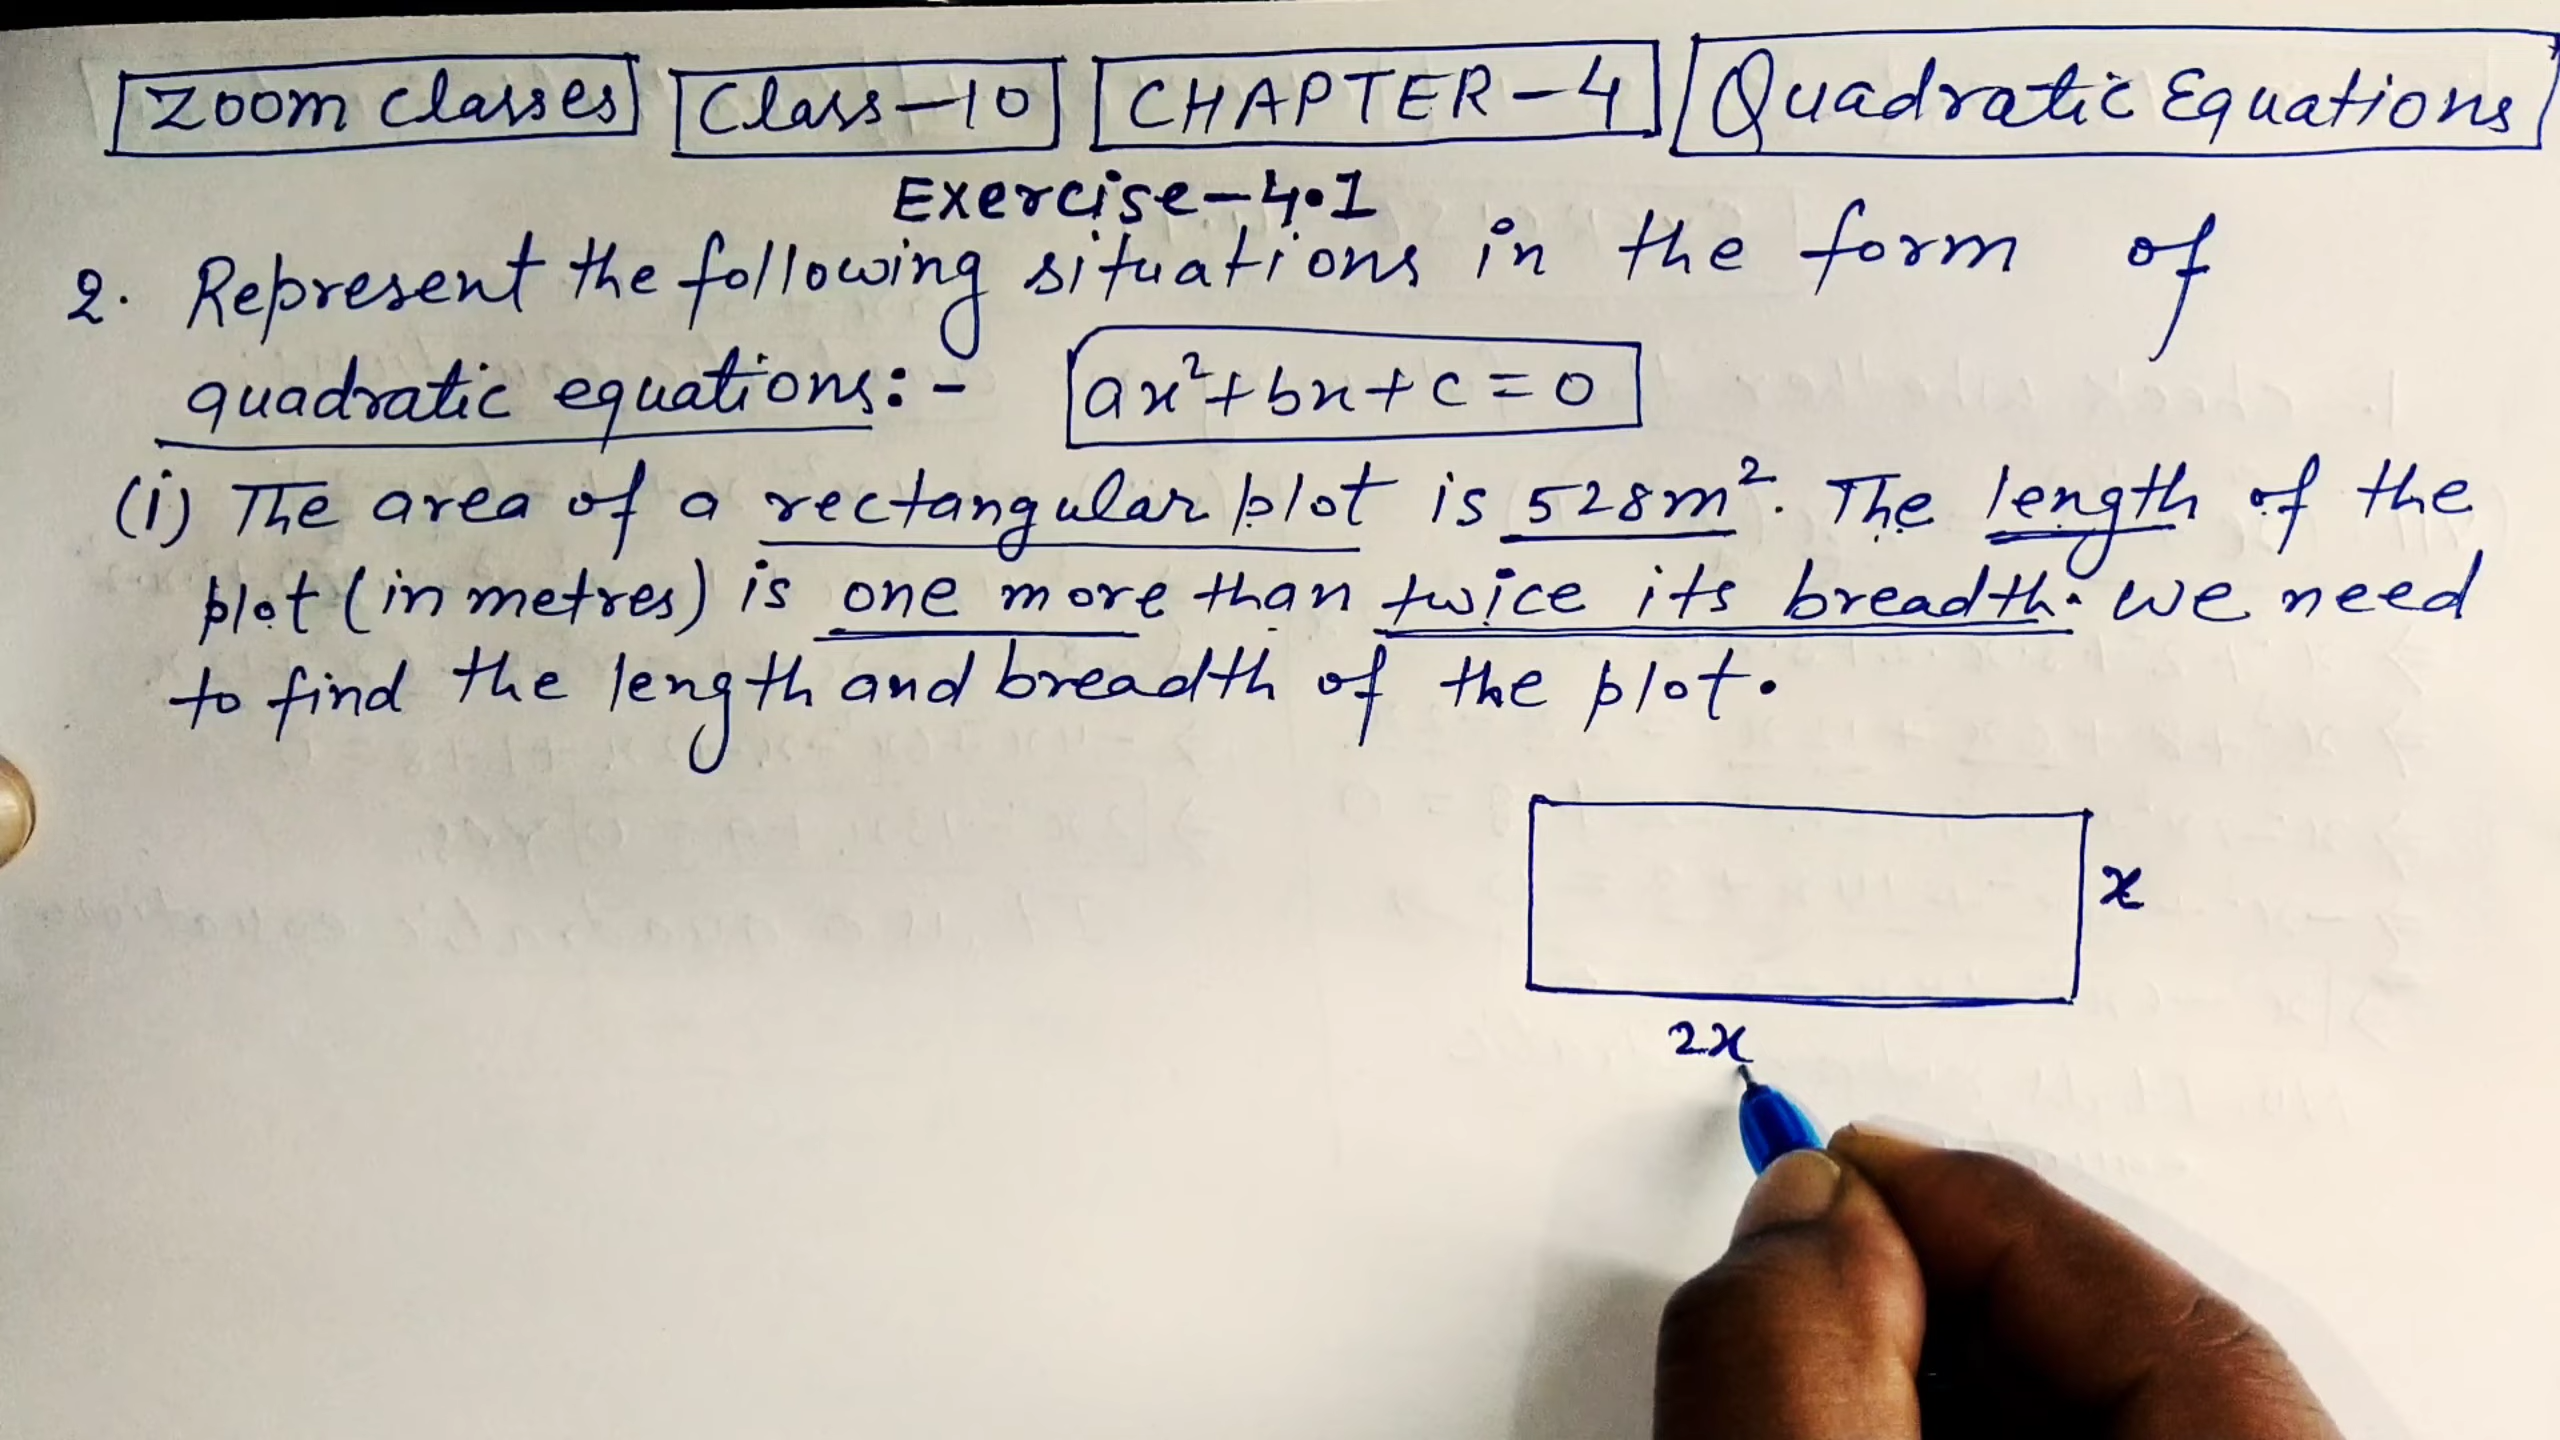 Zoom classes Class-10 CHAPTER-4 Quadratic Equations
Exercise-4.1
2. Represent the following situations in the form of
quadratic equations:- ax²+bx+c=0
(i) The area of a rectangular plot is 528m². The length of the
plot (in metres) is one more than twice its breadth. We need
to find the length and breadth of the plot.
x
2x